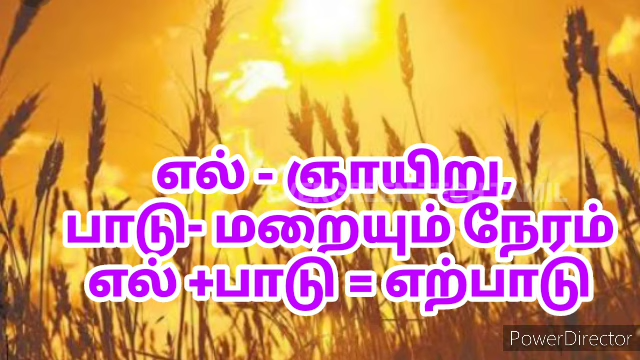 எல் - ஞாயிறு,
பாடு- மறையும் நேரம்
எல் +பாடு = எற்பாடு
PowerDirector